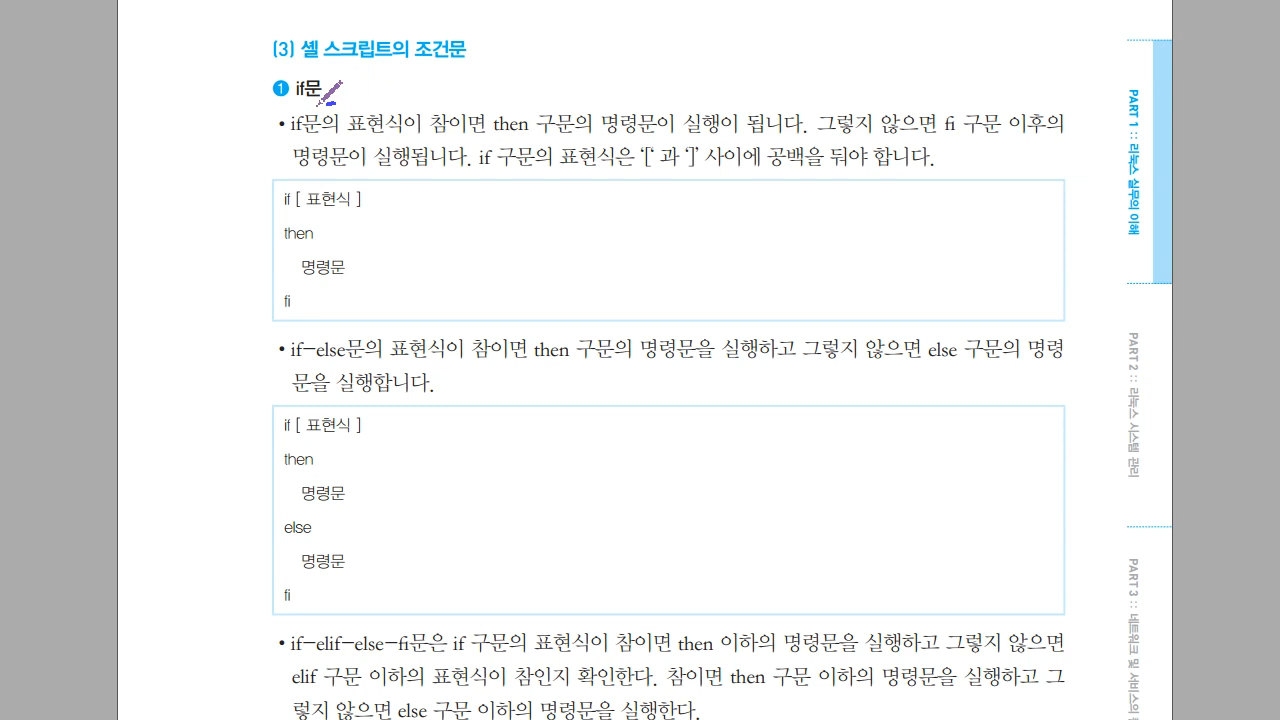 (3) 셸 스크립트의 조건문
1 if문
• if문의 표현식이 참이면 then 구문의 명령문이 실행이 됩니다. 그렇지 않으면 fi 구문 이후의
명령문이 실행됩니다. if 구문의 표현식은 ‘[‘ 과 ‘]’ 사이에 공백을 둬야 합니다.
if [ 표현식 ]
then
명령문
fi
• if-else문의 표현식이 참이면 then 구문의 명령문을 실행하고 그렇지 않으면 else 구문의 명령
문을 실행합니다.
if [ 표현식 ]
then
명령문
else
명령문
fi
• if-elif-else-fi문은 if 구문의 표현식이 참이면 then 이하의 명령문을 실행하고 그렇지 않으면
elif 구문 이하의 표현식이 참인지 확인한다. 참이면 then 구문 이하의 명령문을 실행하고 그
렇지 않으면 else 구문 이하의 명령문을 실행한다.
PART 1 :: 리눅스 실무의 이해
PART 2 :: 리눅스 시스템 관리
PART 3 :: 네트워크 및 서비스의